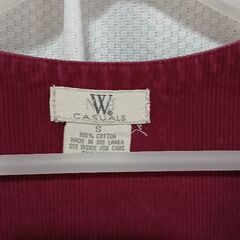 W
CASUALS
S
100% COTTON
MADE IN SRI LANKA
SEE INSIDE FOR CARE